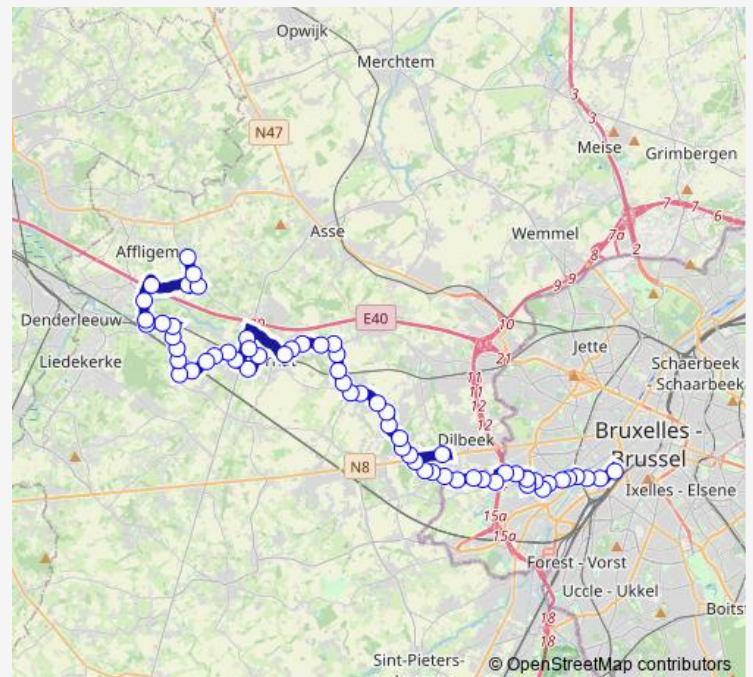 Opwijk
Merchtem
3
3
N47
Meise
Grimbergen
7
7
6
7a
Asse
Wemmel
8
2
Affligem
9
9
Denderleeuw
E40
10
21
Liedekerke
Jette
11
11
Schaerbeek
- Schaarbeek
12
12
Dilbeek
Bruxelles -
Brussel
N8
Ixelles - Elsene
15a
15a
Forest - Vorst
Uccle - Ukkel
18
18
Sint-Pieters-
© OpenStreetMap contributors